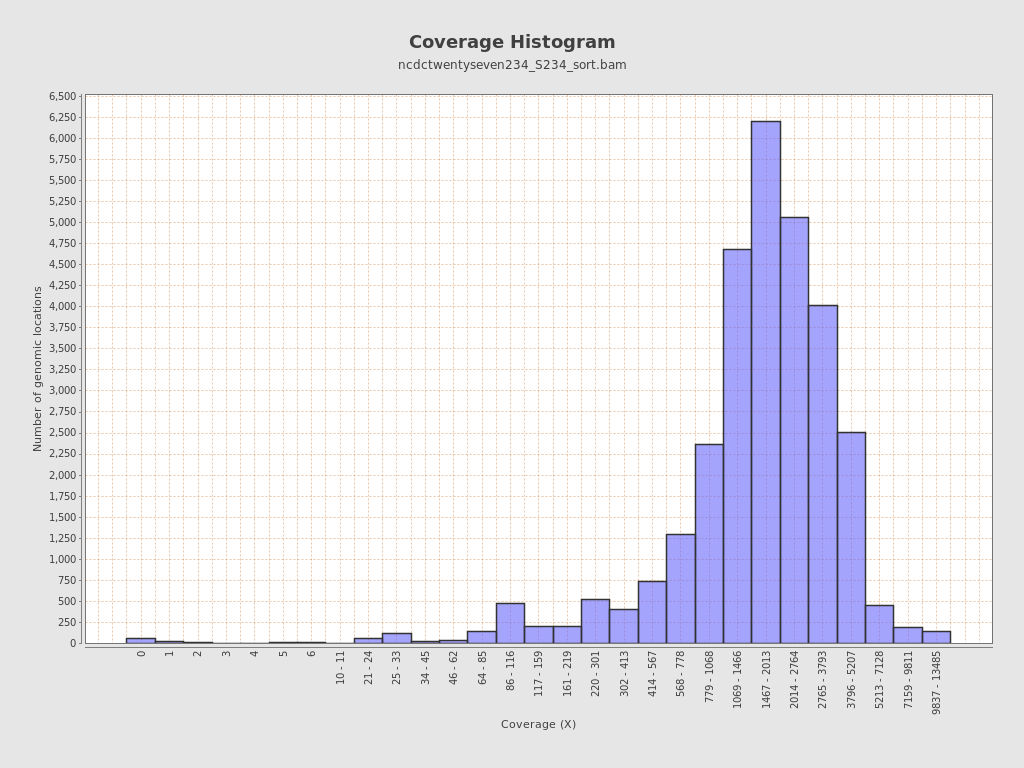 Coverage Histogram
ncdctwentyseven234_S234_sort.bam
6,500
6,250
6,000
5,750
5,500
5,250
5,000
4,750
4,500
4,250
4,000
3,750
3,500
3,250
3,000
2,750
2,500
2,250
2,000
1,750
1,500
1,250
1,000
750
500
250
0
Number of genomic locations
0
1
2
3
4
5
6
10 - 11
21 - 24
25 - 33
34 - 45
46 - 62
64 - 85
86 - 116
117 - 159
161 - 219
220 - 301
302 - 413
414 - 567
568 - 778
779 - 1068
1069 - 1466
1467 - 2013
2014 - 2764
2765 - 3793
3796 - 5207
5213 - 7128
7159 - 9811
9837 - 13485
Coverage (X)